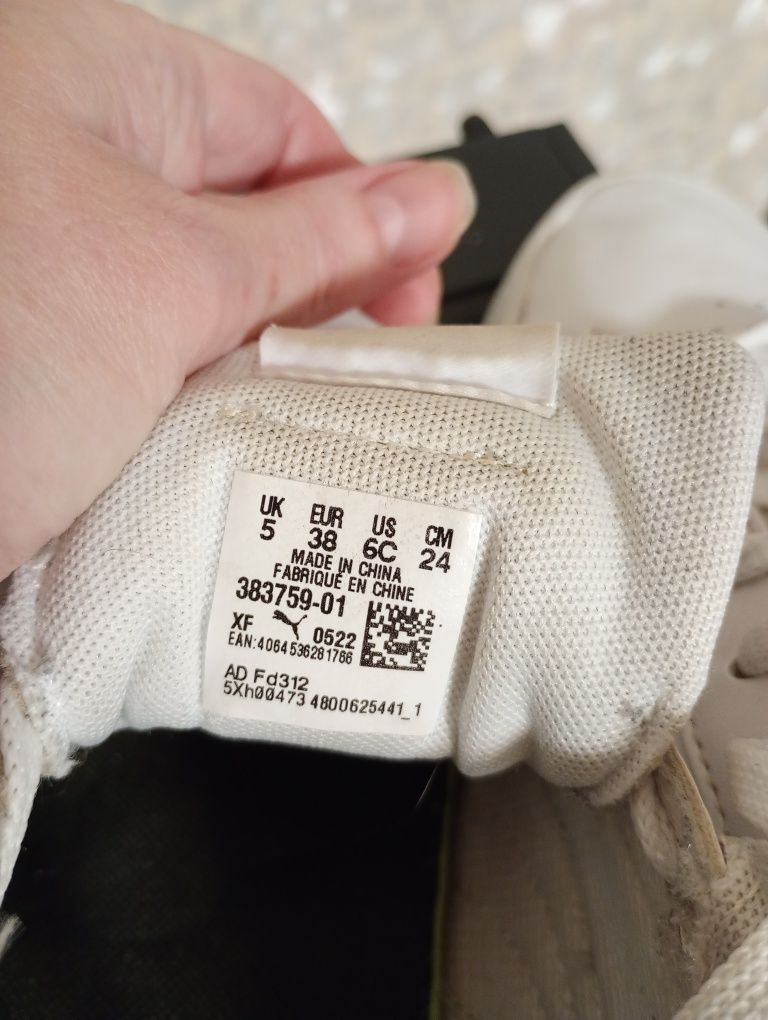 UK EUR US CM
5 38 6C 24
MADE IN CHINA
FABRIQUÉ EN CHINE
383759-01
XF 0522
EAN:4064536281766
AD Fd312
5Xh00473 4800625441_1